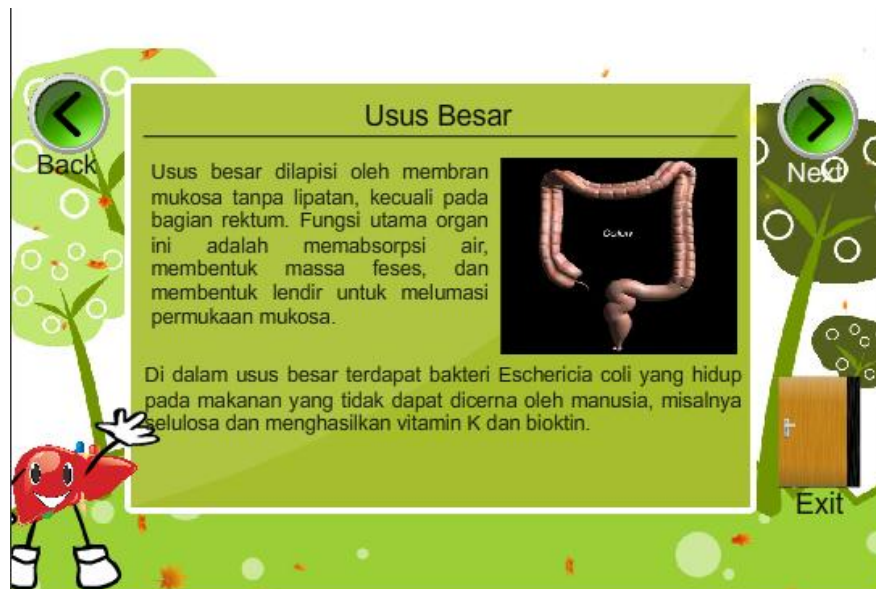 Usus Besar
Back
Next
Usus besar dilapisi oleh membran
mukosa tanpa lipatan, kecuali pada
bagian rektum. Fungsi utama organ
ini adalah memabsorpsi air,
membentuk massa feses, dan
membentuk lendir untuk melumasi
permukaan mukosa.
Colon
Di dalam usus besar terdapat bakteri Eschericia coli yang hidup
pada makanan yang tidak dapat dicerna oleh manusia, misalnya
selulosa dan menghasilkan vitamin K dan bioktin.
Exit